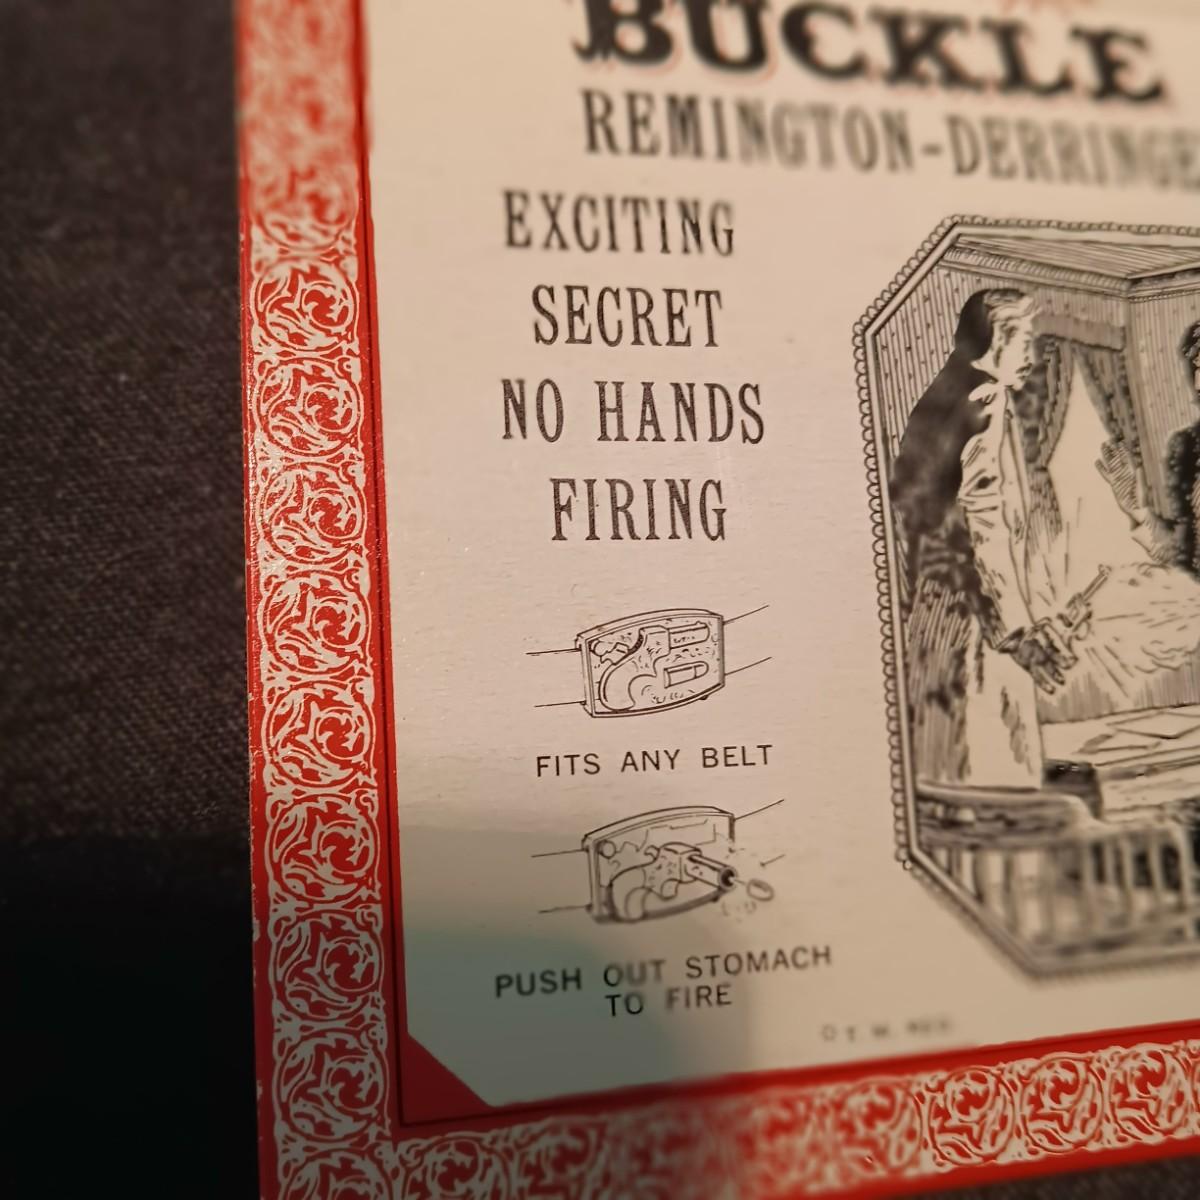 BUCKLE
REMINGTON-DERRINGE
EXCITING
SECRET
NO HANDS
FIRING
FITS ANY BELT
PUSH OUT STOMACH
TO FIRE